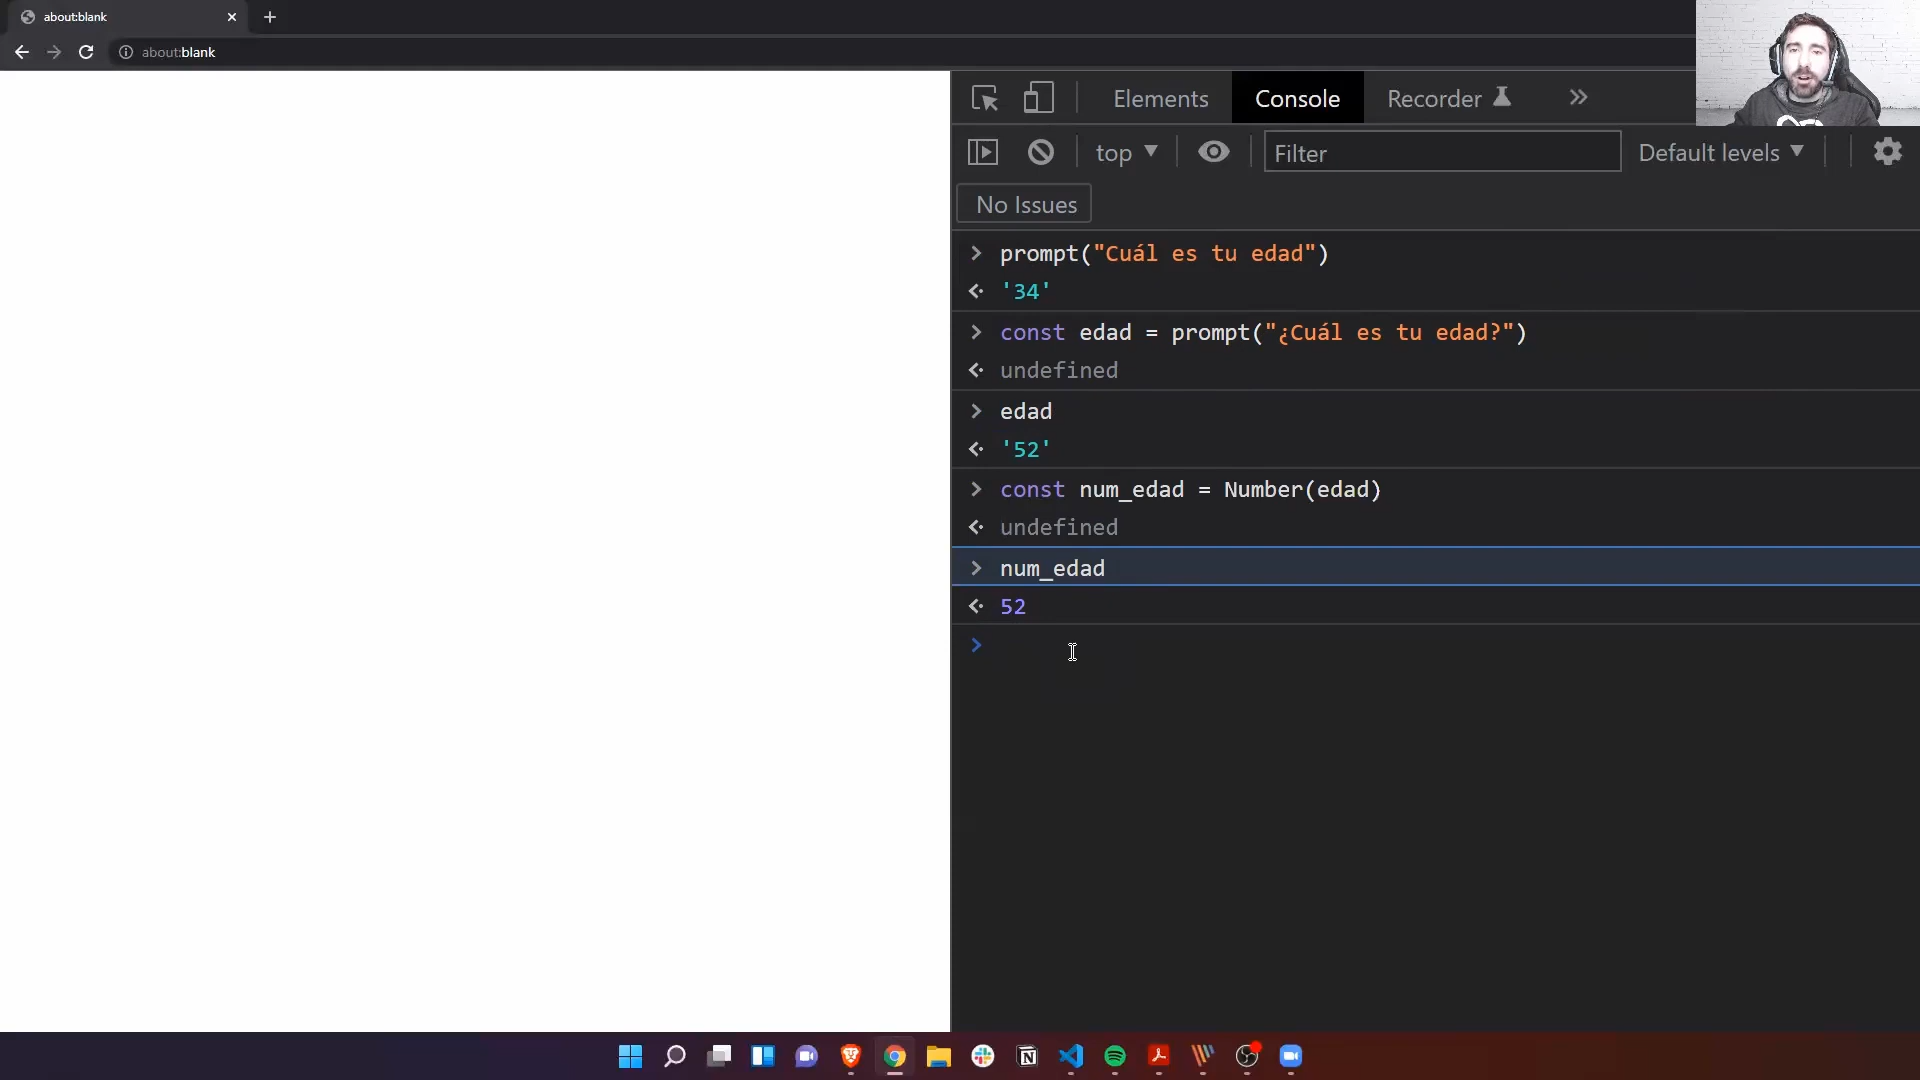 about:blank
about:blank
Elements Console Recorder
top Filter Default levels
No Issues
> prompt("Cuál es tu edad")
'34'
> const edad = prompt("¿Cuál es tu edad?")
undefined
> edad
'52'
> const num_edad = Number(edad)
undefined
> num_edad
52
>